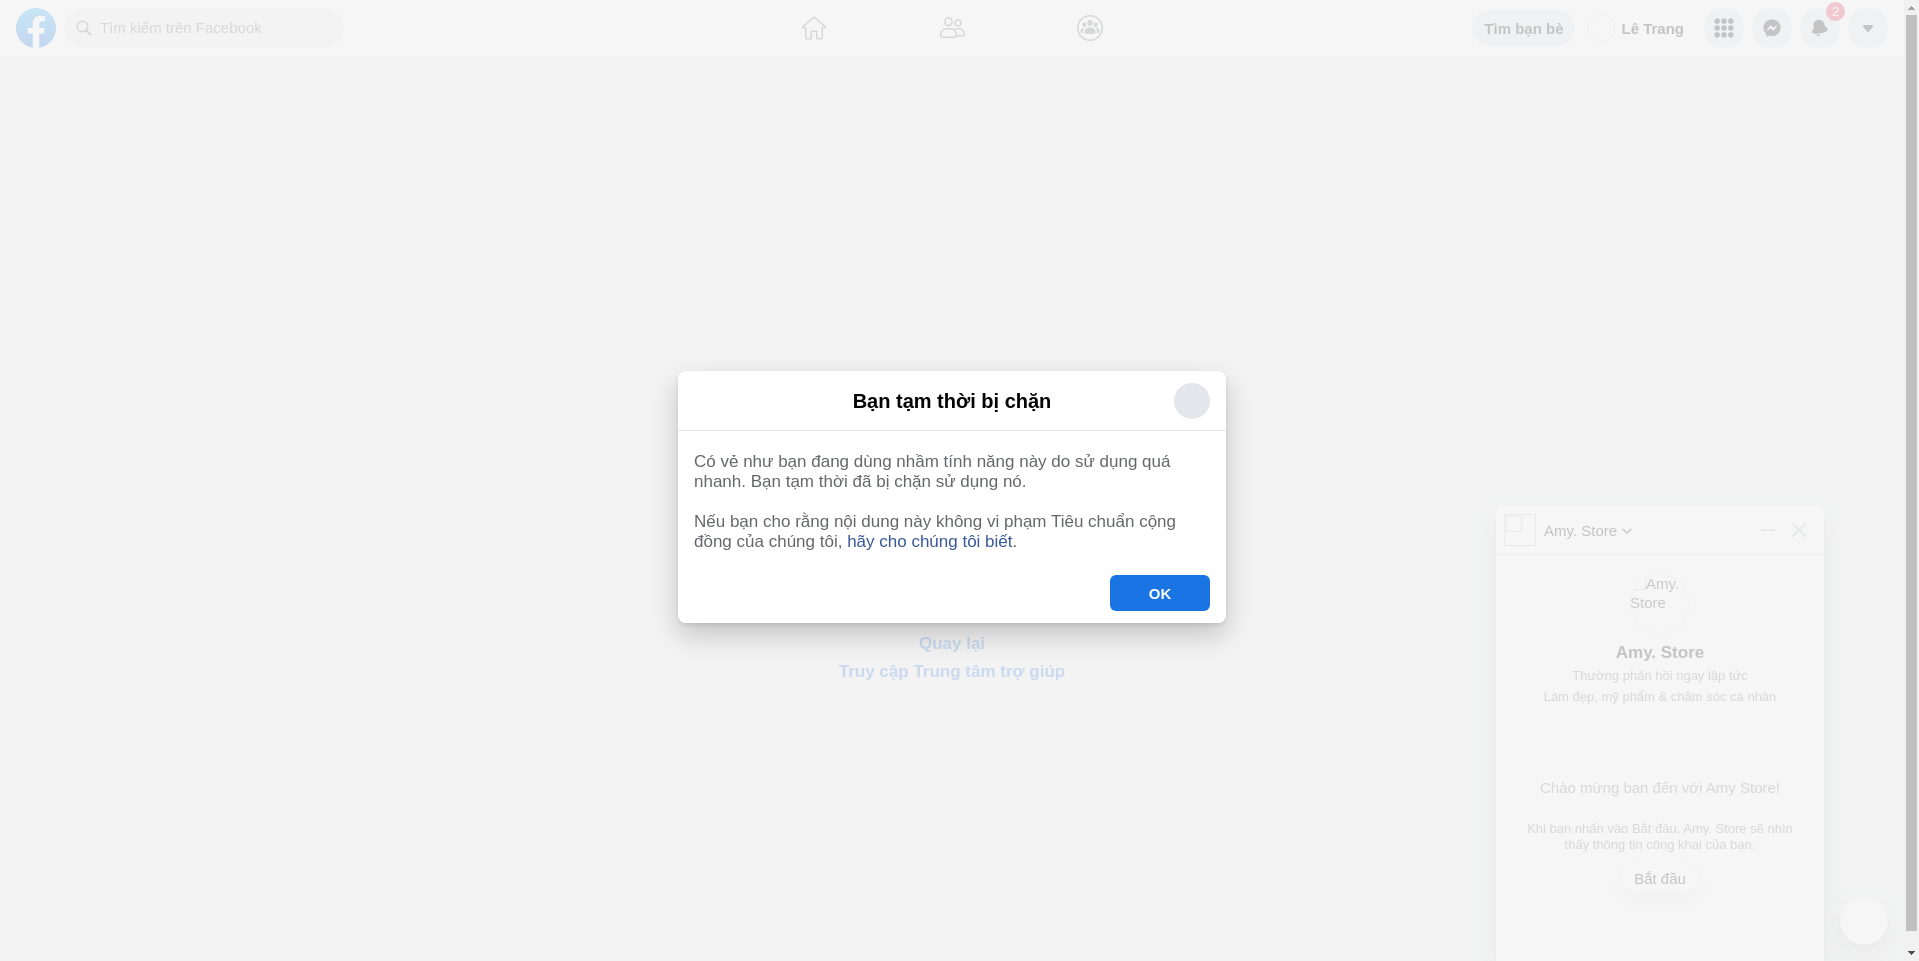 Tìm kiếm trên Facebook
Tìm bạn bè
Lê Trang
2
Bạn tạm thời bị chặn
Có vẻ như bạn đang dùng nhầm tính năng này do sử dụng quá
nhanh. Bạn tạm thời đã bị chặn sử dụng nó.
Nếu bạn cho rằng nội dung này không vi phạm Tiêu chuẩn cộng
đồng của chúng tôi, hãy cho chúng tôi biết.
OK
Quay lại
Truy cập Trung tâm trợ giúp
Amy. Store
Amy.
Store
Amy. Store
Thường phản hồi ngay lập tức
Làm đẹp, mỹ phẩm & chăm sóc cá nhân
Chào mừng bạn đến với Amy Store!
Khi bạn nhấn vào Bắt đầu, Amy. Store sẽ nhìn
thấy thông tin công khai của bạn.
Bắt đầu